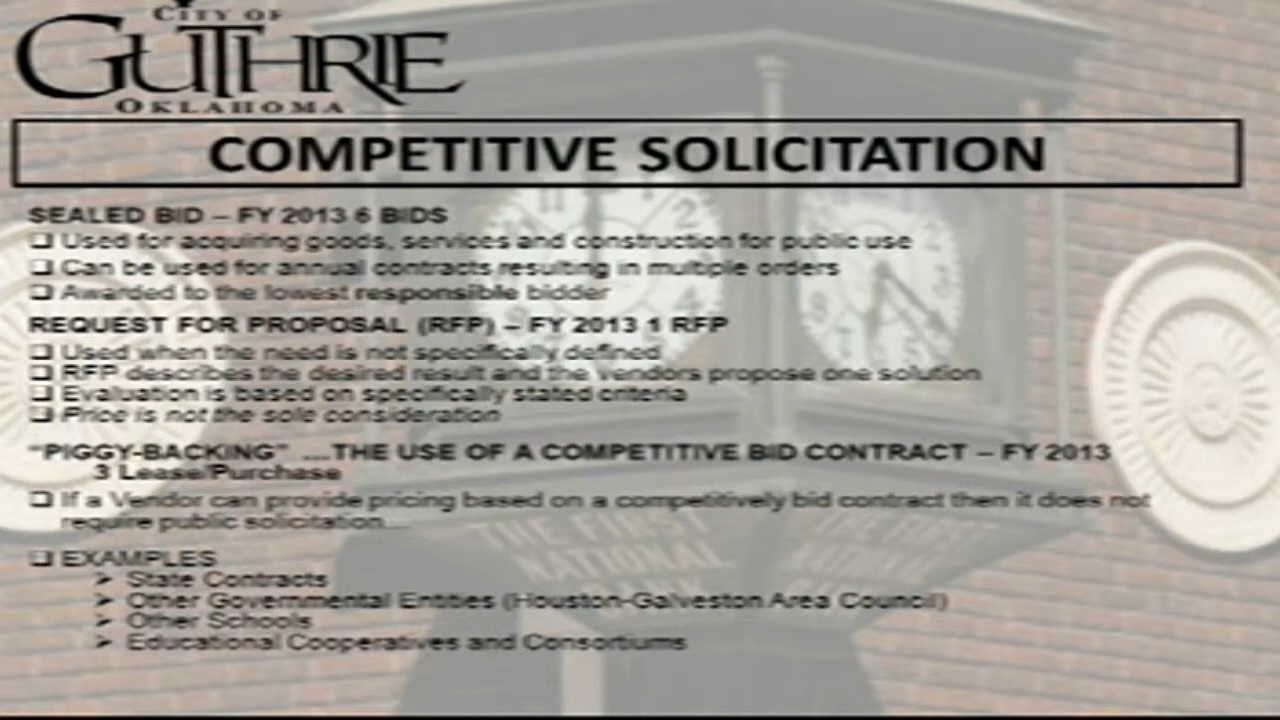 CITY OF
GUTHRIE
OKLAHOMA
COMPETITIVE SOLICITATION
SEALED BID – FY 2013 6 BIDS
❑ Used for acquiring goods, services and construction for public use
❑ Can be used for annual contracts resulting in multiple orders
❑ Awarded to the lowest responsible bidder
REQUEST FOR PROPOSAL (RFP) – FY 2013 1 RFP
❑ Used when the need is not specifically defined
❑ RFP describes the desired result and the Vendors propose one solution
❑ Evaluation is based on specifically stated criteria
❑ Price is not the sole consideration
"PIGGY-BACKING" ....THE USE OF A COMPETITIVE BID CONTRACT – FY 2013
3 Lease/Purchase
❑ If a Vendor can provide pricing based on a competitively bid contract then it does not
require public solicitation....
❑ EXAMPLES
➢ State Contracts
➢ Other Governmental Entities (Houston-Galveston Area Council)
➢ Other Schools
➢ Educational Cooperatives and Consortiums
THE FIRST
NATIONAL
BANK
THE FIRST